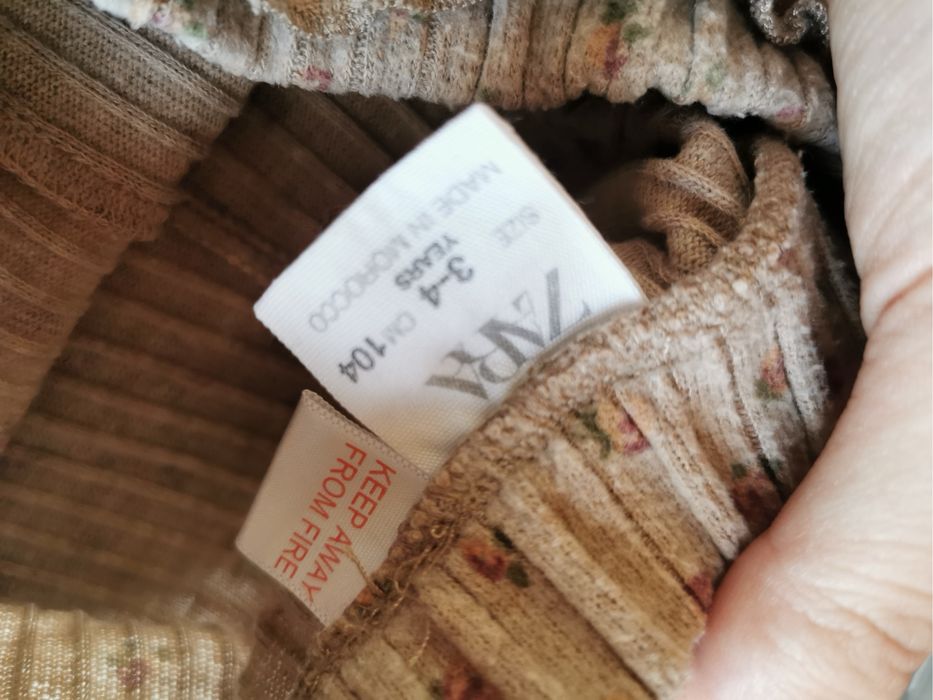 ZARA
SIZE
3-4
YEARS
CM 104
MADE IN MOROCCO
KEEP AWAY
FROM FIRE